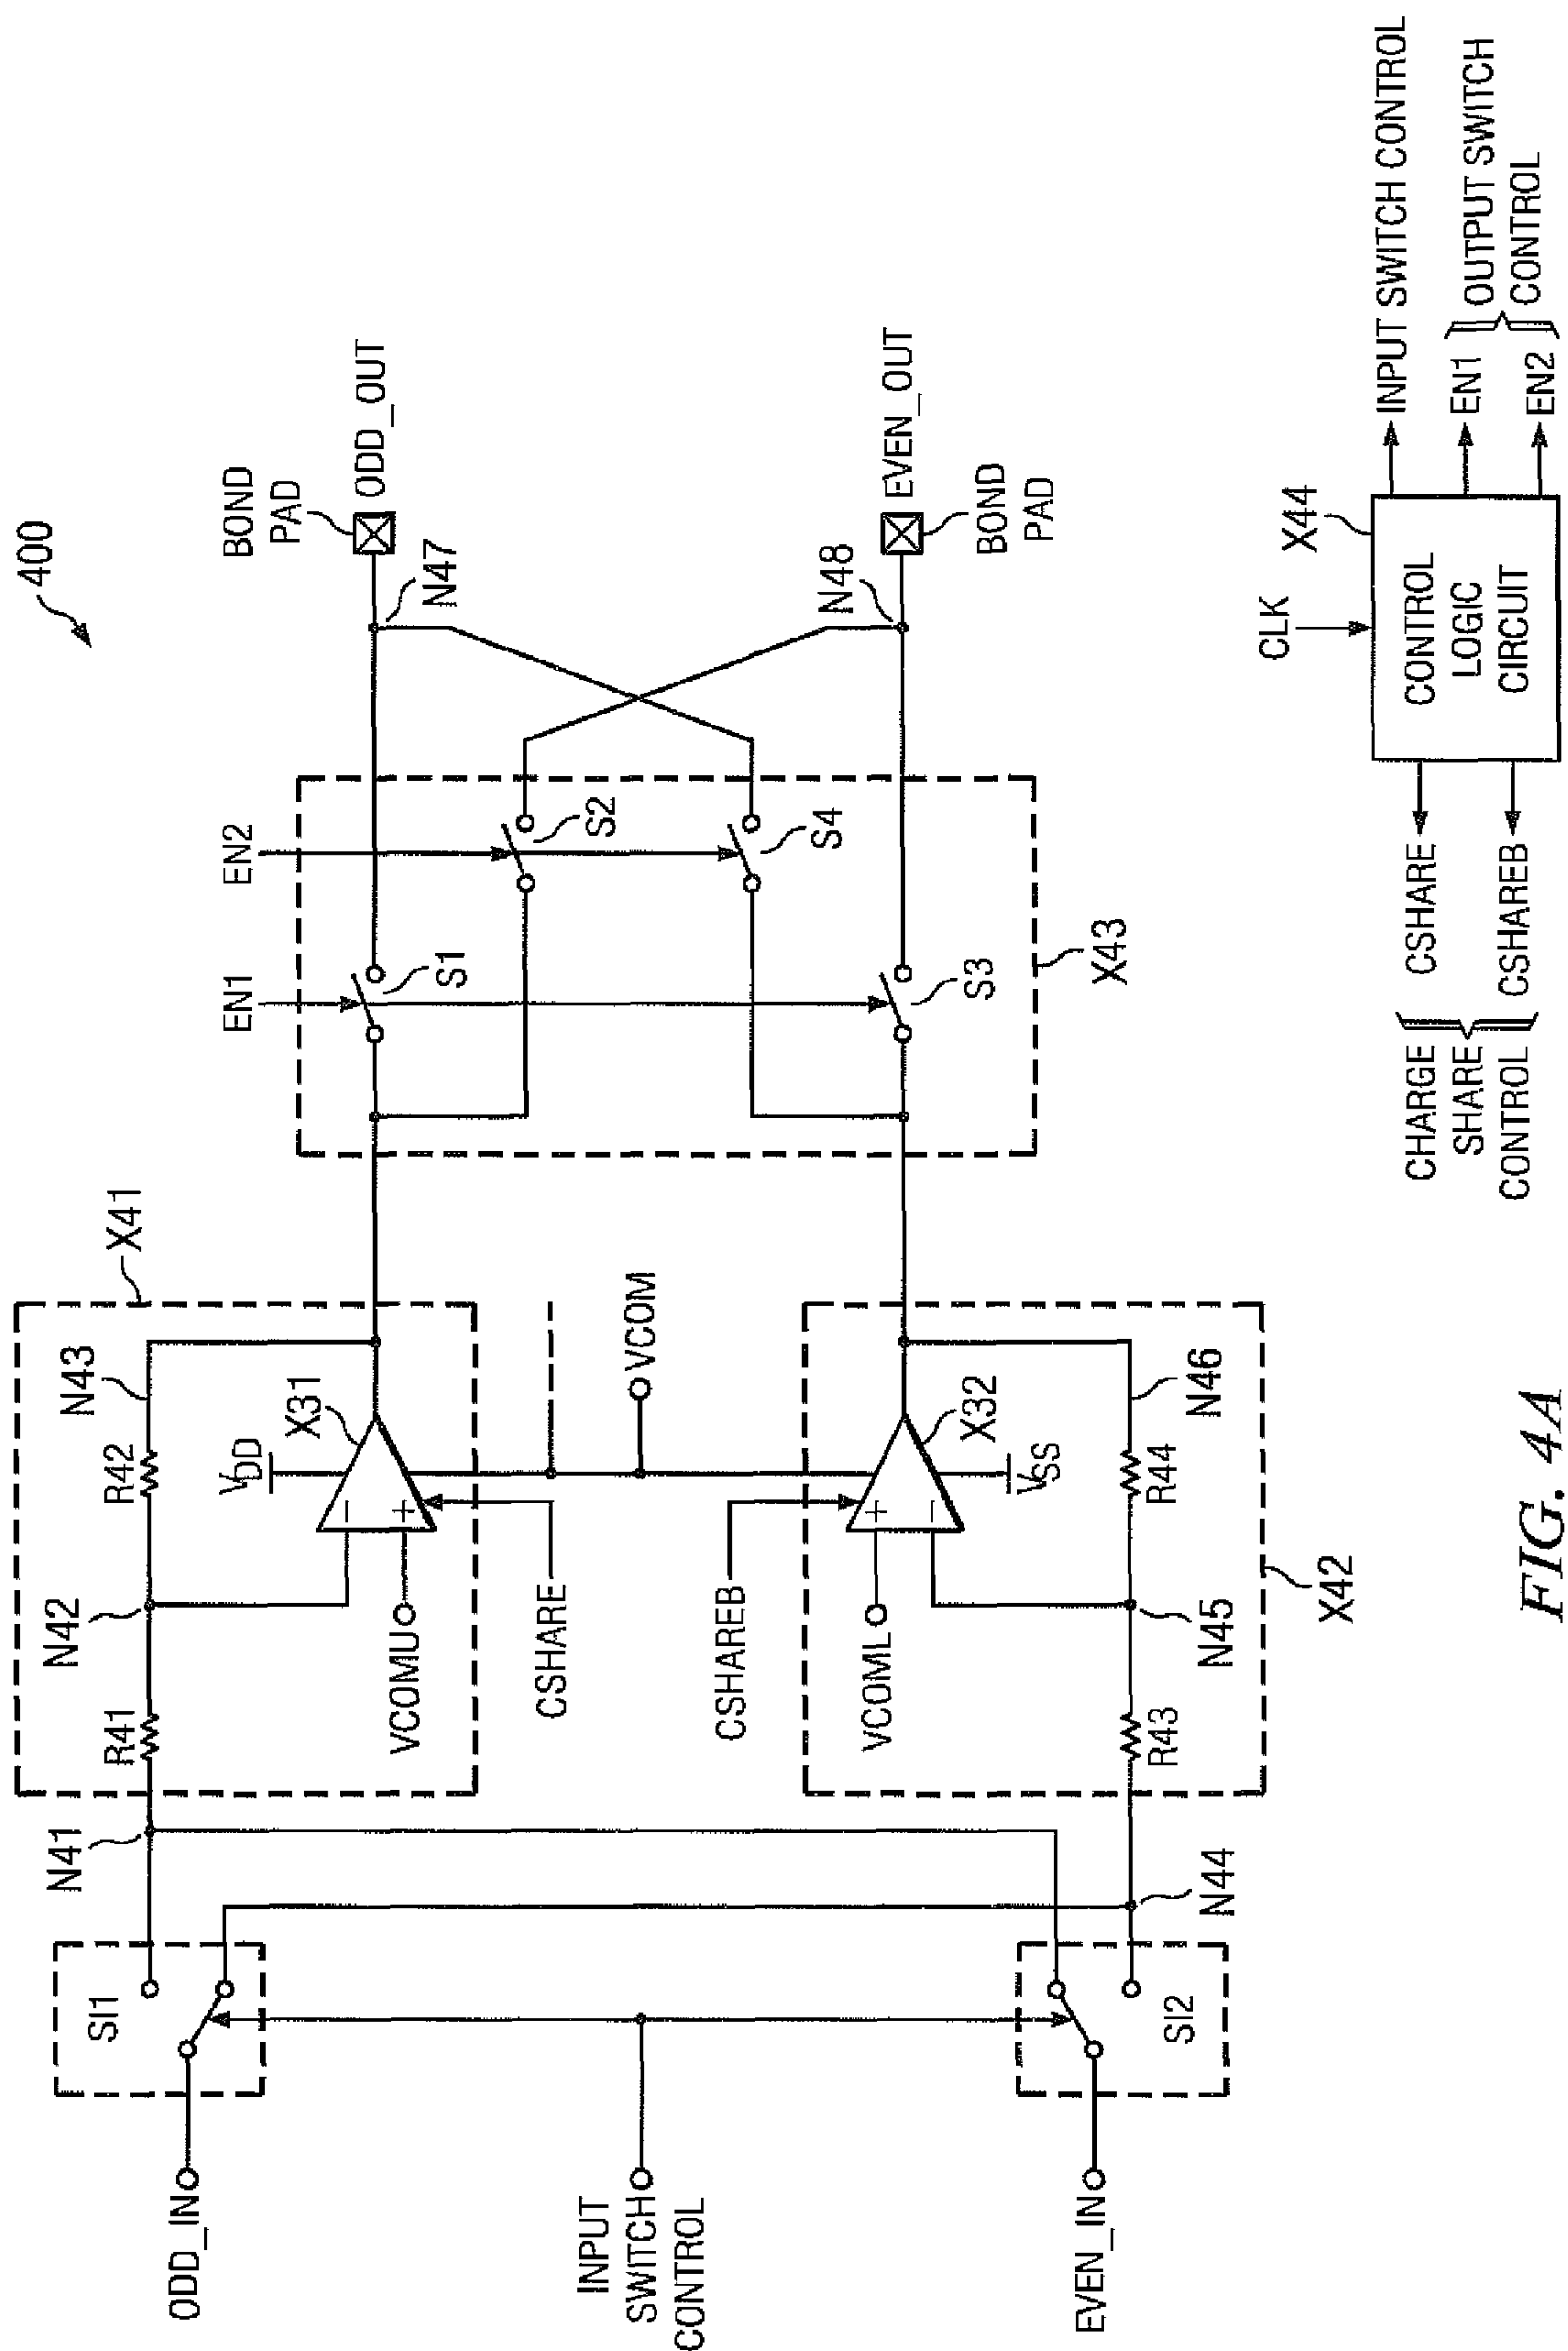 400
BOND
PAD
ODD_OUT
N47
N48
EVEN_OUT
BOND
PAD
EN1
EN2
S1
S2
S4
S3
X43
X41
N43
R42
N42
R41
N41
VDD
X31
−
+
VCOMU
CSHARE
VCOM
CSHAREB
VCOML
+
−
X32
VSS
N46
R44
N45
R43
X42
N44
SI1
ODD_IN
INPUT
SWITCH
CONTROL
SI2
EVEN_IN
CLK
X44
CONTROL
LOGIC
CIRCUIT
INPUT SWITCH CONTROL
EN1
EN2
OUTPUT SWITCH
CONTROL
CSHARE
CSHAREB
CHARGE
SHARE
CONTROL
FIG. 4A